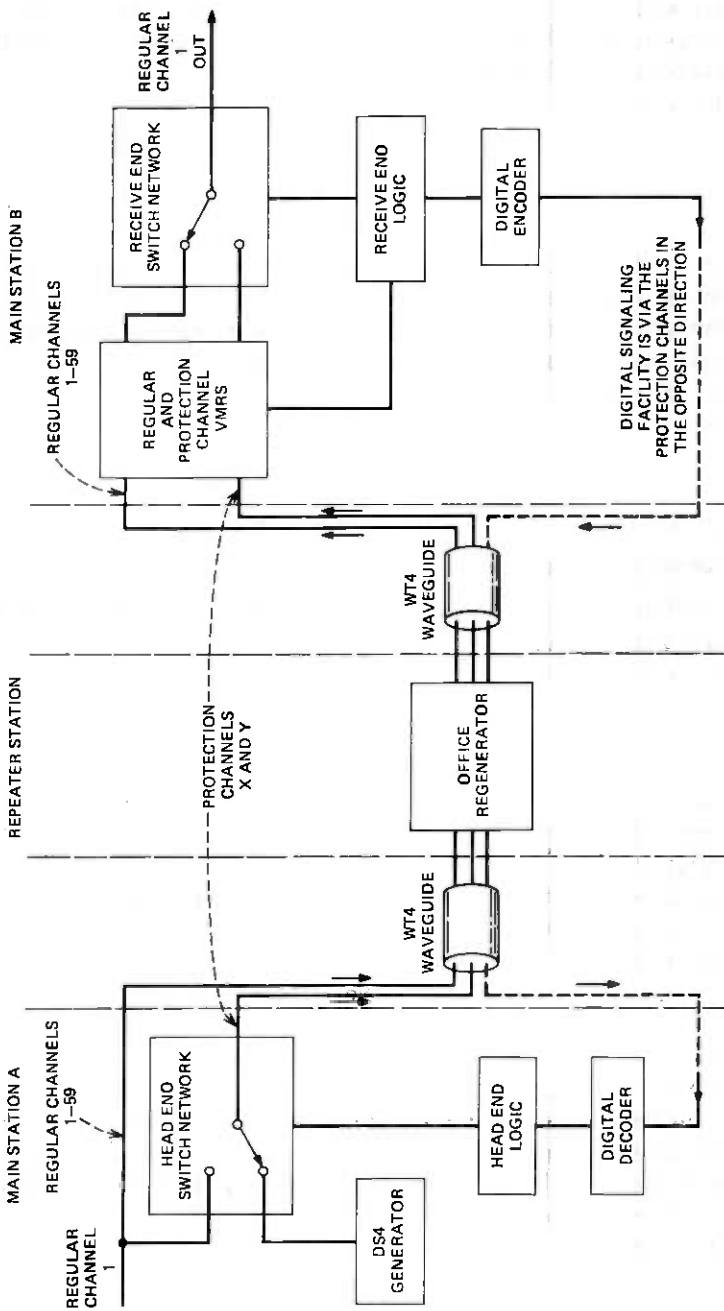 MAIN STATION A
REGULAR CHANNELS
1–59
REGULAR
CHANNEL
1
HEAD END
SWITCH NETWORK
DS4
GENERATOR
HEAD END
LOGIC
DIGITAL
DECODER
WT4
WAVEGUIDE
REPEATER STATION
PROTECTION
CHANNELS
X AND Y
OFFICE
REGENERATOR
WT4
WAVEGUIDE
MAIN STATION B
REGULAR CHANNELS
1–59
REGULAR
AND
PROTECTION
CHANNEL
VMRS
RECEIVE END
SWITCH NETWORK
REGULAR
CHANNEL
1
OUT
RECEIVE END
LOGIC
DIGITAL
ENCODER
DIGITAL SIGNALING
FACILITY IS VIA THE
PROTECTION CHANNELS IN
THE OPPOSITE DIRECTION